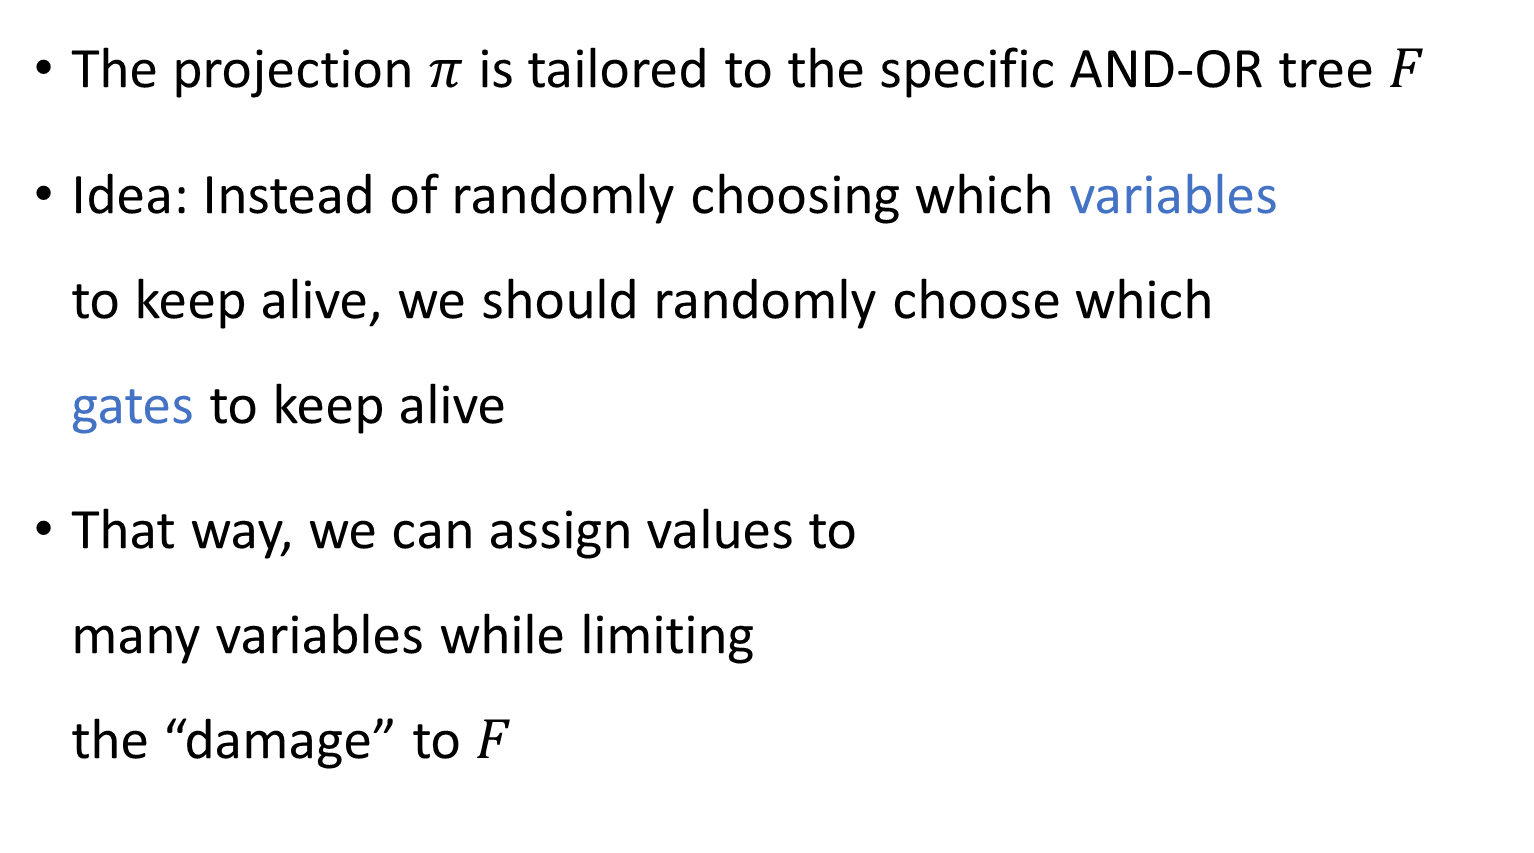 • The projection 𝜋 is tailored to the specific AND-OR tree 𝐹
• Idea: Instead of randomly choosing which variables
to keep alive, we should randomly choose which
gates to keep alive
• That way, we can assign values to
many variables while limiting
the “damage” to 𝐹